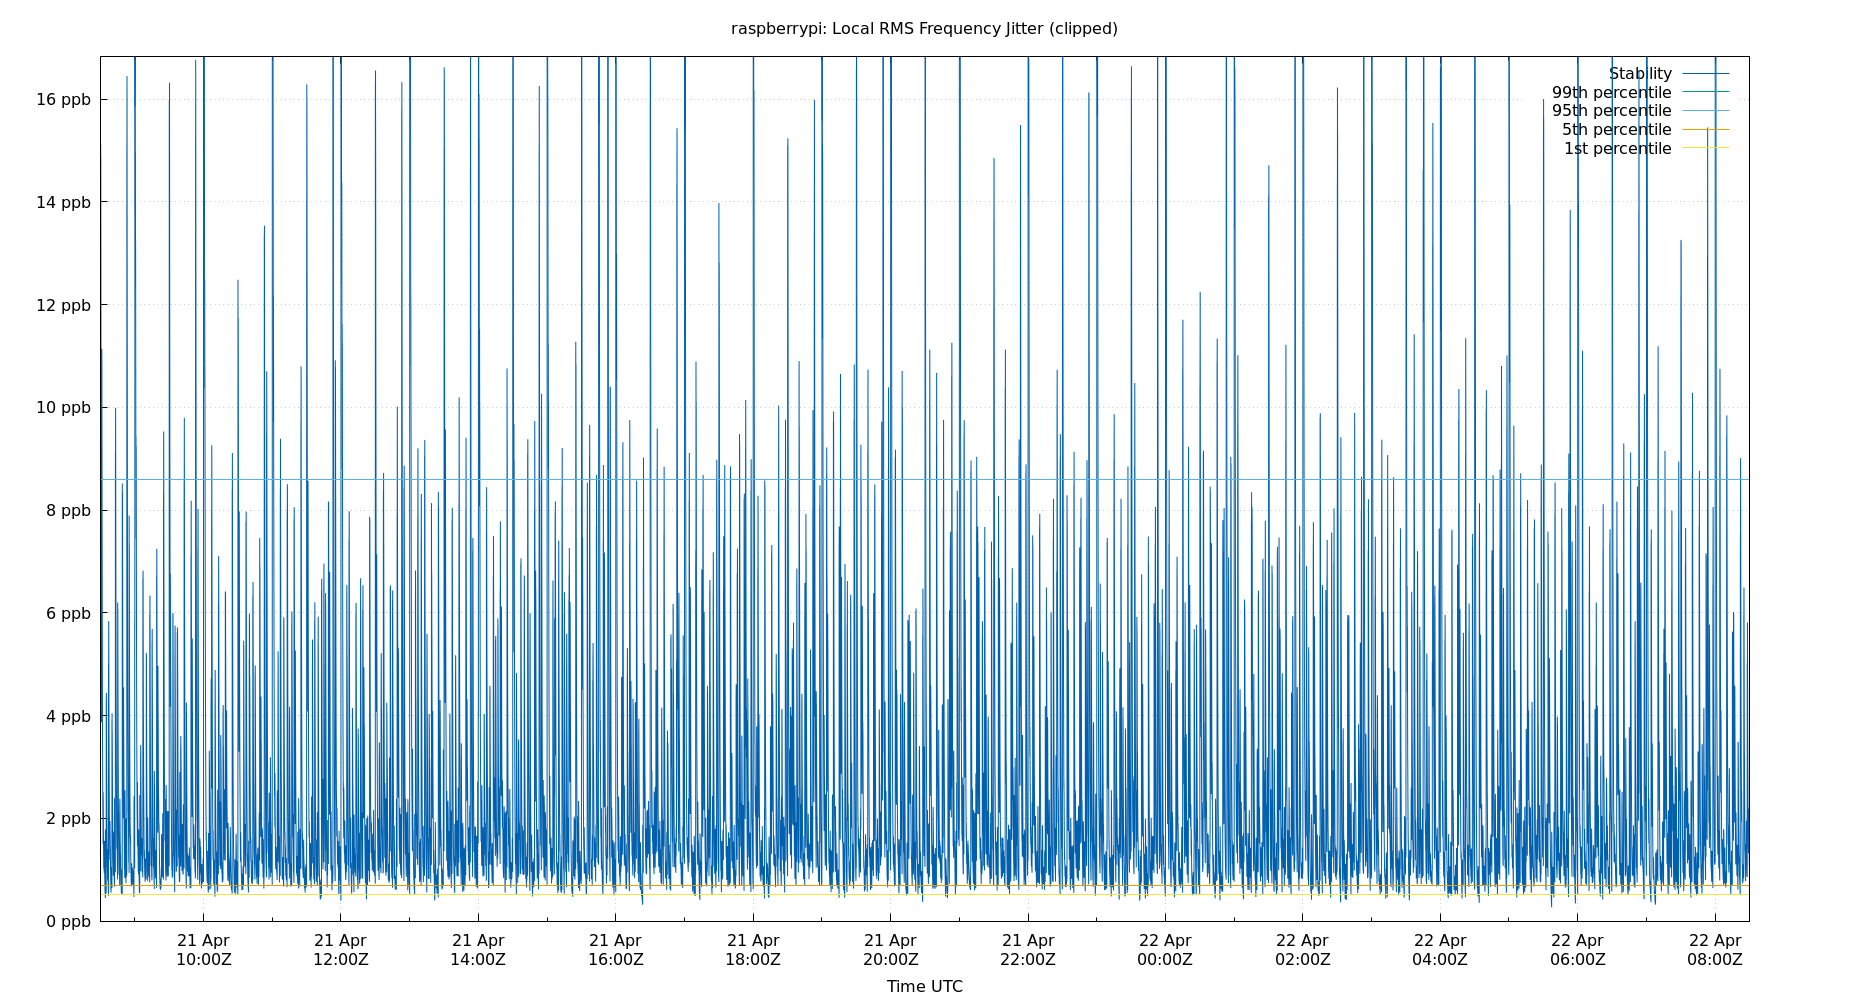 raspberrypi: Local RMS Frequency Jitter (clipped)
Stability
99th percentile
95th percentile
5th percentile
1st percentile
16 ppb
14 ppb
12 ppb
10 ppb
8 ppb
6 ppb
4 ppb
2 ppb
0 ppb
21 Apr 21 Apr 21 Apr 21 Apr 21 Apr 21 Apr 21 Apr 22 Apr 22 Apr 22 Apr 22 Apr 22 Apr
10:00Z 12:00Z 14:00Z 16:00Z 18:00Z 20:00Z 22:00Z 00:00Z 02:00Z 04:00Z 06:00Z 08:00Z
Time UTC